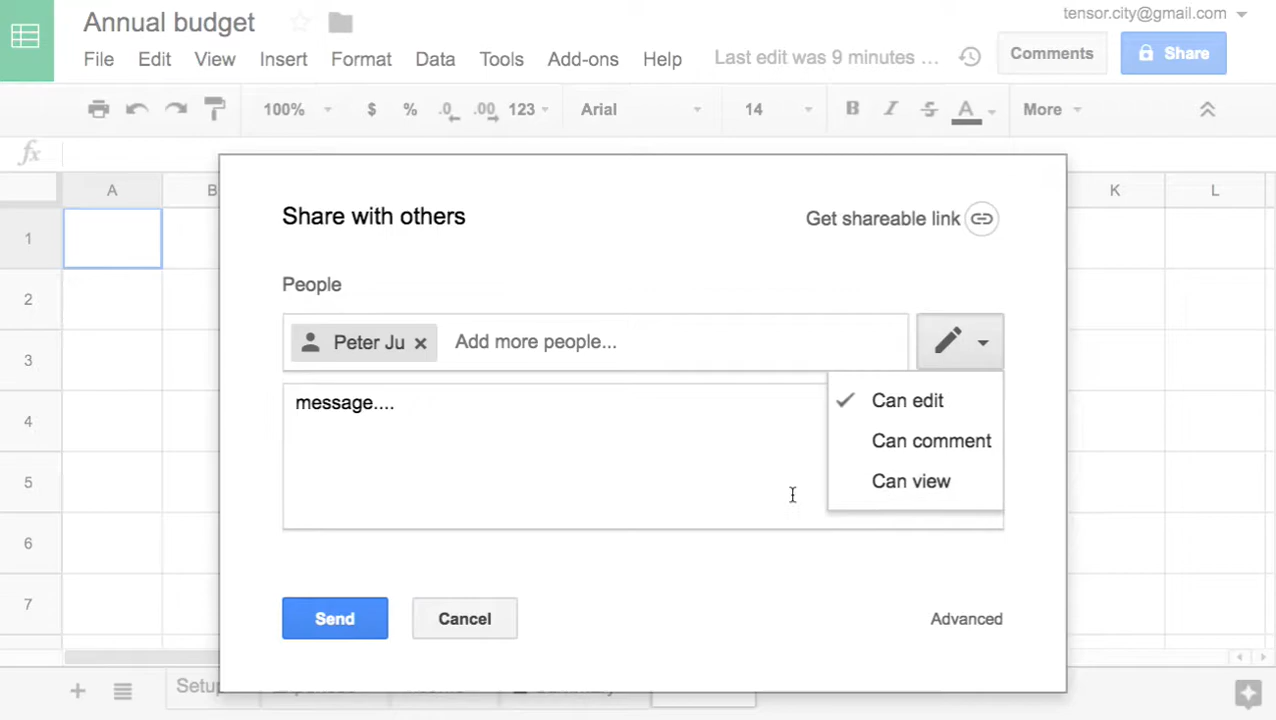 Annual budget
tensor.city@gmail.com
File Edit View Insert Format Data Tools Add-ons Help Last edit was 9 minutes ...
Comments Share
100% $ % .0 .00 123 Arial 14 B I S A More
fx
A B K L
1
2
3
4
5
6
7
Share with others
Get shareable link
People
Peter Ju × Add more people...
message....
Can edit
Can comment
Can view
Send Cancel Advanced